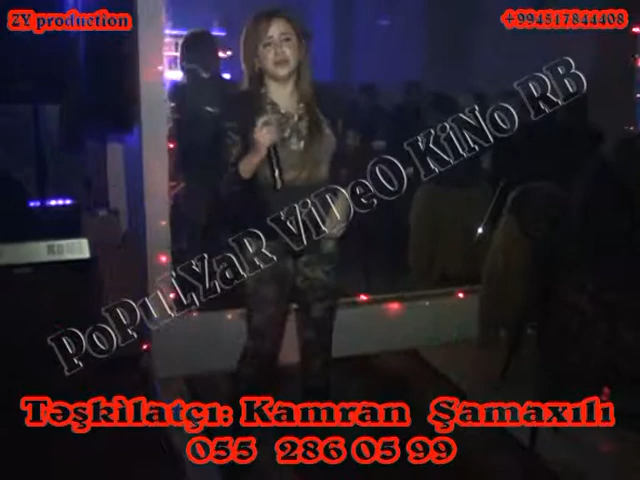 ZY production
+994517844408
PoPuLYaR ViDeO KiNo RB
Təşkilatçı: Kamran Şamaxılı
055 286 05 99